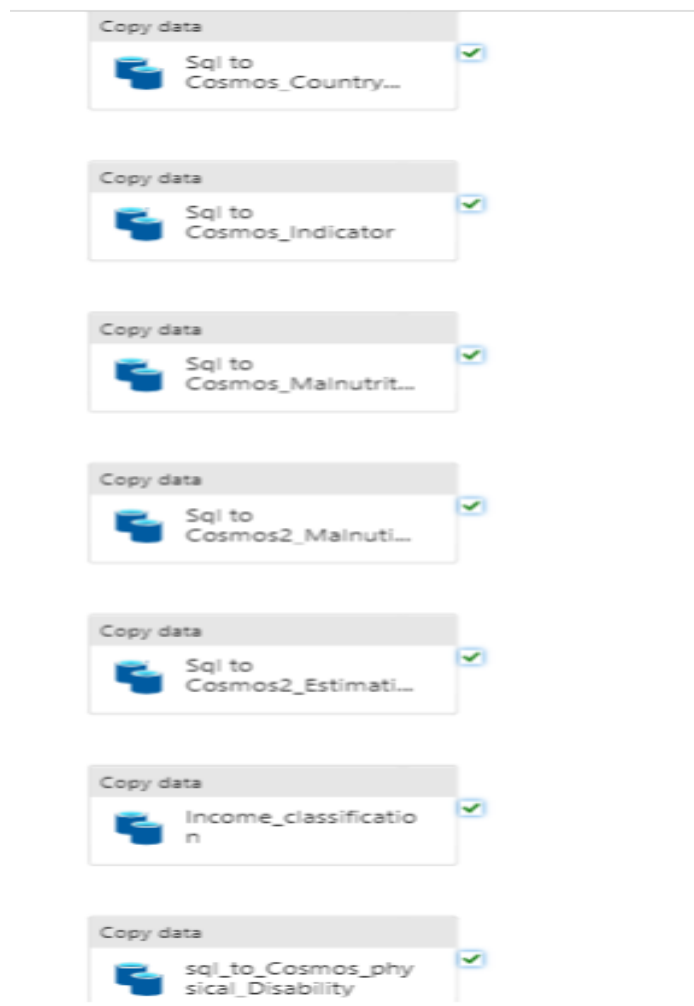 Copy data
Sql to
Cosmos_Country...
Copy data
Sql to
Cosmos_Indicator
Copy data
Sql to
Cosmos_Malnutrit...
Copy data
Sql to
Cosmos2_Malnuti...
Copy data
Sql to
Cosmos2_Estimati...
Copy data
Income_classificatio
n
Copy data
sql_to_Cosmos_phy
sical_Disability